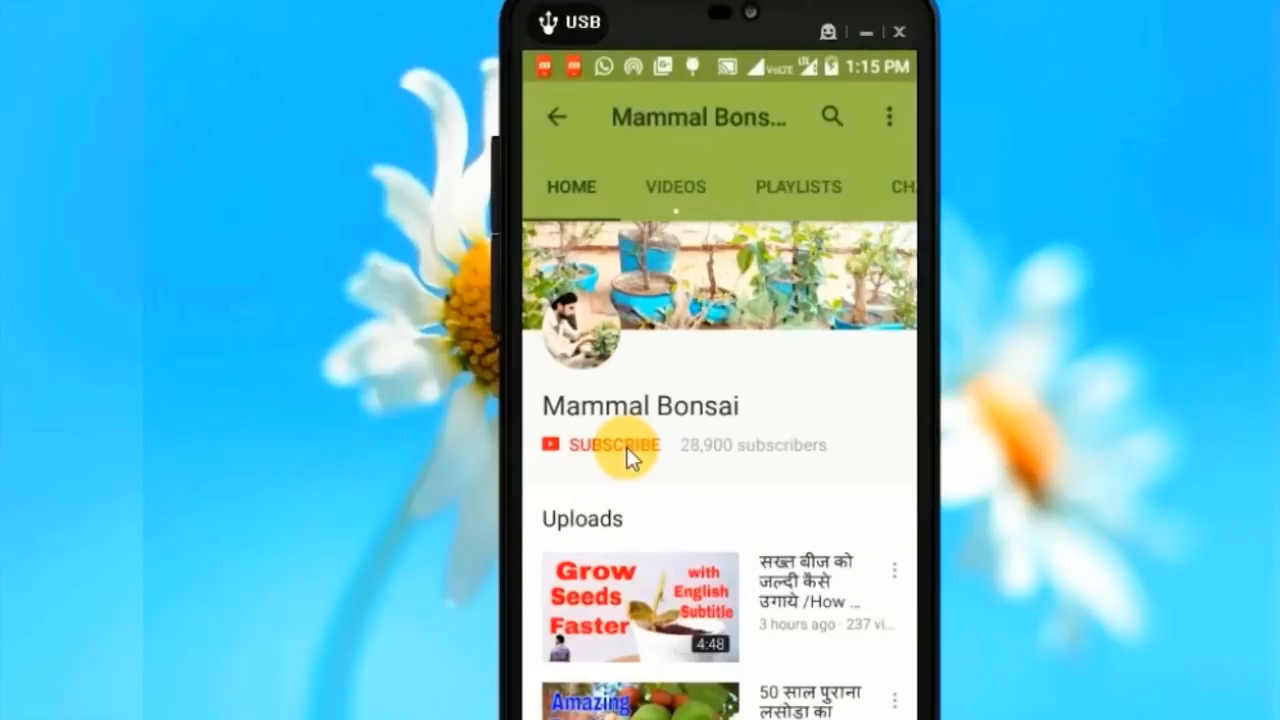 USB
1:15 PM
Mammal Bons...
HOME VIDEOS PLAYLISTS CH
Mammal Bonsai
SUBSCRIBE 28,900 subscribers
Uploads
Grow Seeds Faster
with English Subtitle
4:48
सख्त बीज को
जल्दी कैसे
उगाये /How ...
3 hours ago · 237 vi...
Amazing
50 साल पुराना
लसोड़ा का